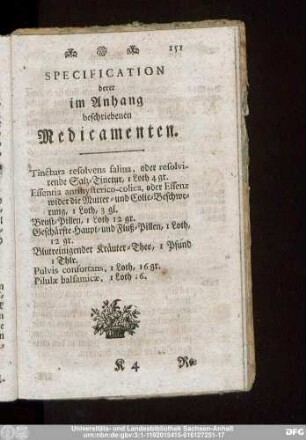 151
SPECIFICATION
derer
im Anhang
beschriebenen
Medicamenten.
Tinctura resolvens salina, oder resolvi-
rende Saltz-Tinctur, 1 Loth 4 gr.
Essentia antihysterico-colica, oder Essenz
wider die Mutter- und Colic-Beschwe-
rung, 1 Loth, 3 gl.
Brust-Pillen, 1 Loth 12 gr.
Geschärfte-Haupt- und Fluß-Pillen, 1 Loth,
12 gr.
Blutreinigender Kräuter-Thee, 1 Pfund
1 Thlr.
Pulvis confortans, 1 Loth, 16 gr.
Pilulæ balsamicæ, 1 Loth 16.
K 4
Re-
Universitäts- und Landesbibliothek Sachsen-Anhalt
urn:nbn:de:gbv:3:1-1192015415-616127251-17
DFG